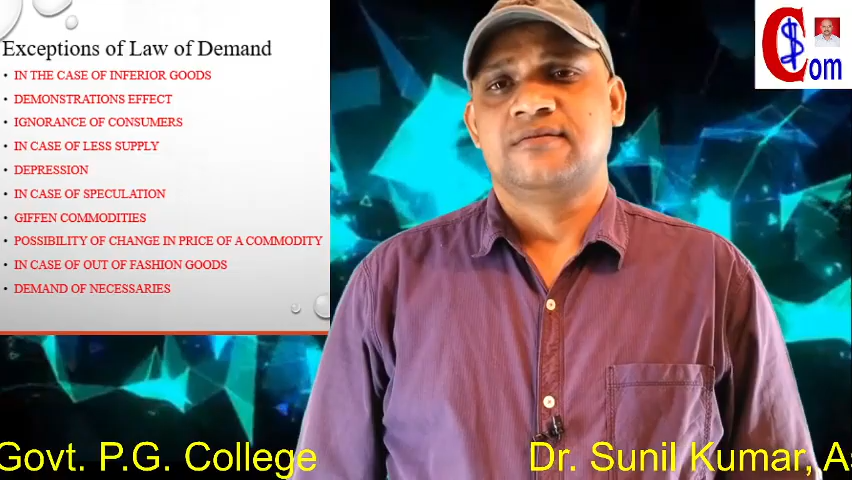 Exceptions of Law of Demand
• IN THE CASE OF INFERIOR GOODS
• DEMONSTRATIONS EFFECT
• IGNORANCE OF CONSUMERS
• IN CASE OF LESS SUPPLY
• DEPRESSION
• IN CASE OF SPECULATION
• GIFFEN COMMODITIES
• POSSIBILITY OF CHANGE IN PRICE OF A COMMODITY
• IN CASE OF OUT OF FASHION GOODS
• DEMAND OF NECESSARIES
Com
Govt. P.G. College Dr. Sunil Kumar, As